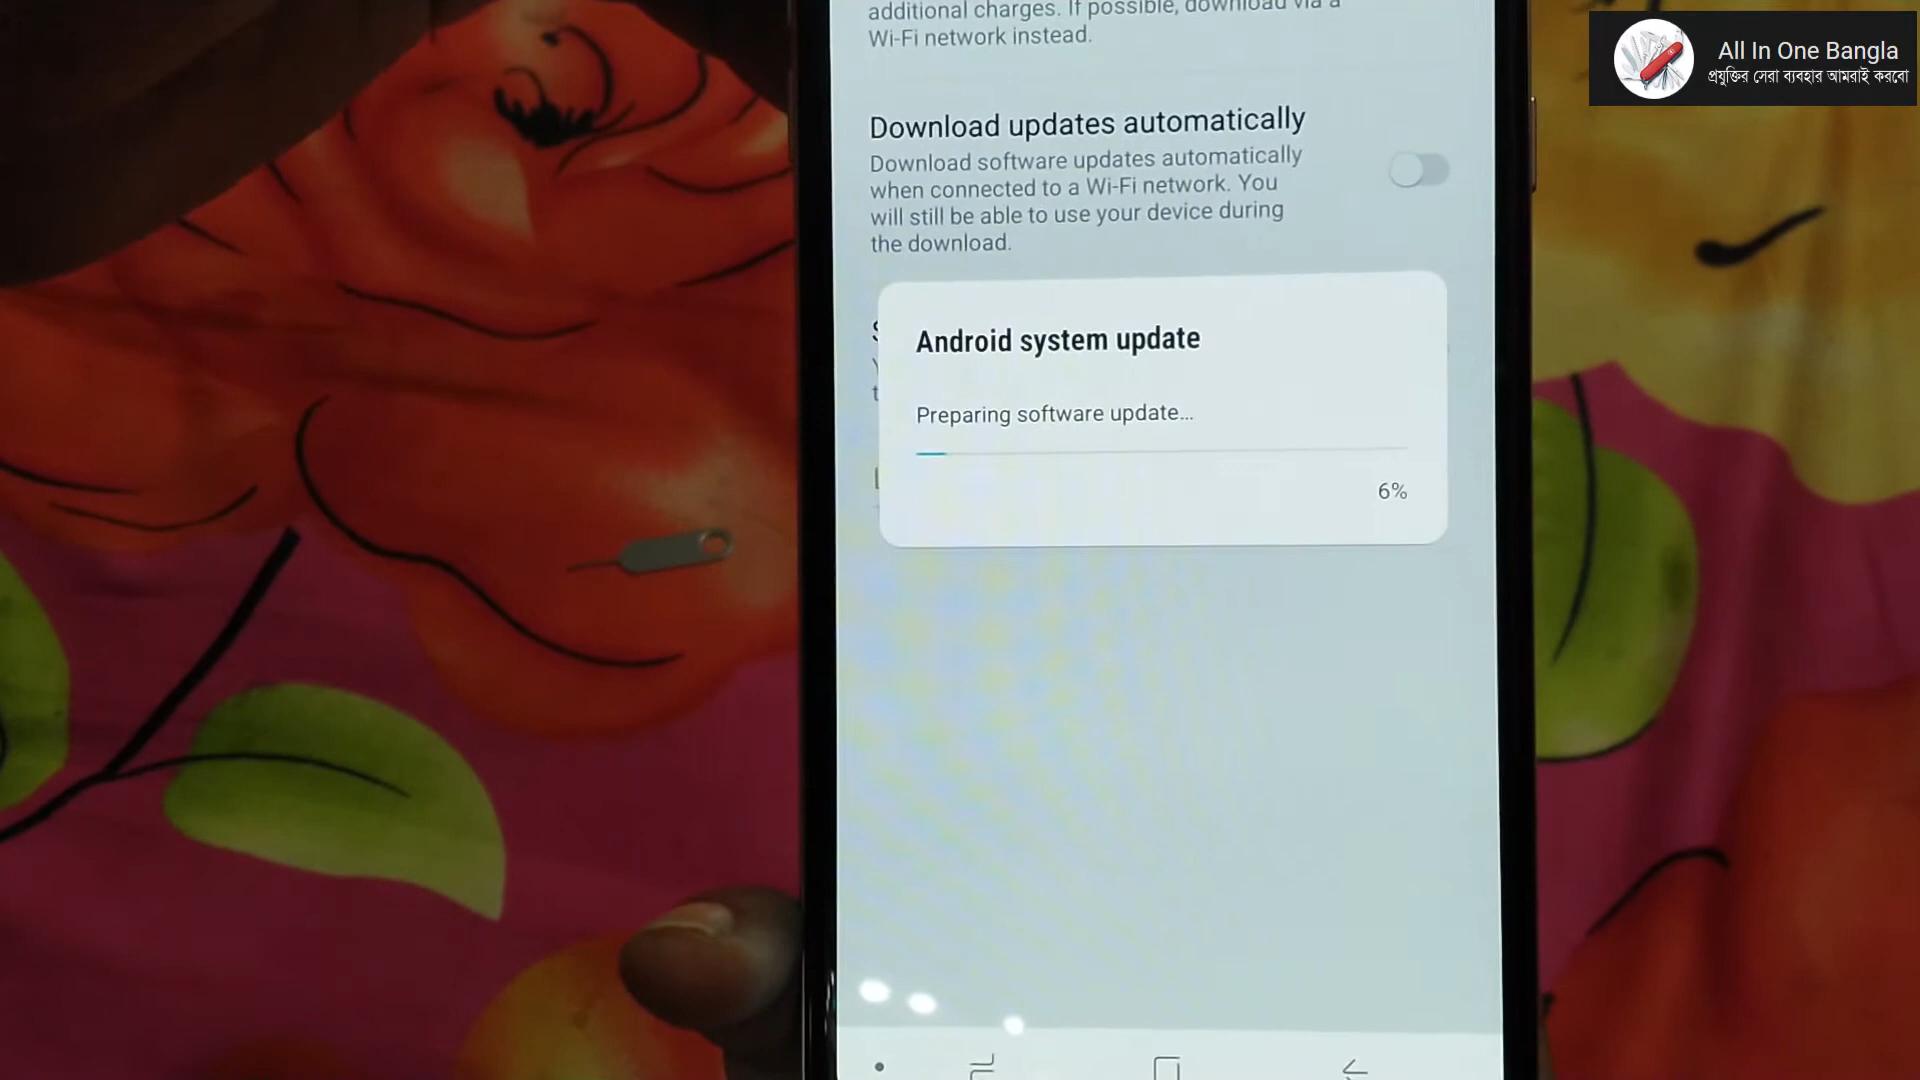 additional charges. If possible, download via a
Wi-Fi network instead.
All In One Bangla
প্রযুক্তির সেরা ব্যবহার আমরাই করবো
Download updates automatically
Download software updates automatically
when connected to a Wi-Fi network. You
will still be able to use your device during
the download.
Android system update
Preparing software update...
6%